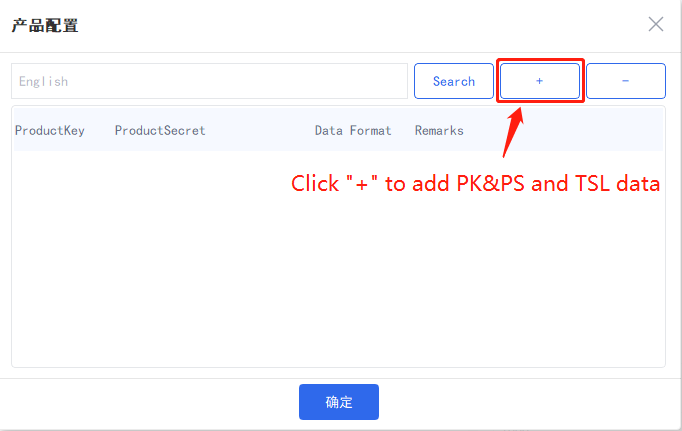 产品配置
English Search + -
ProductKey ProductSecret Data Format Remarks
Click "+" to add PK&PS and TSL data
确定